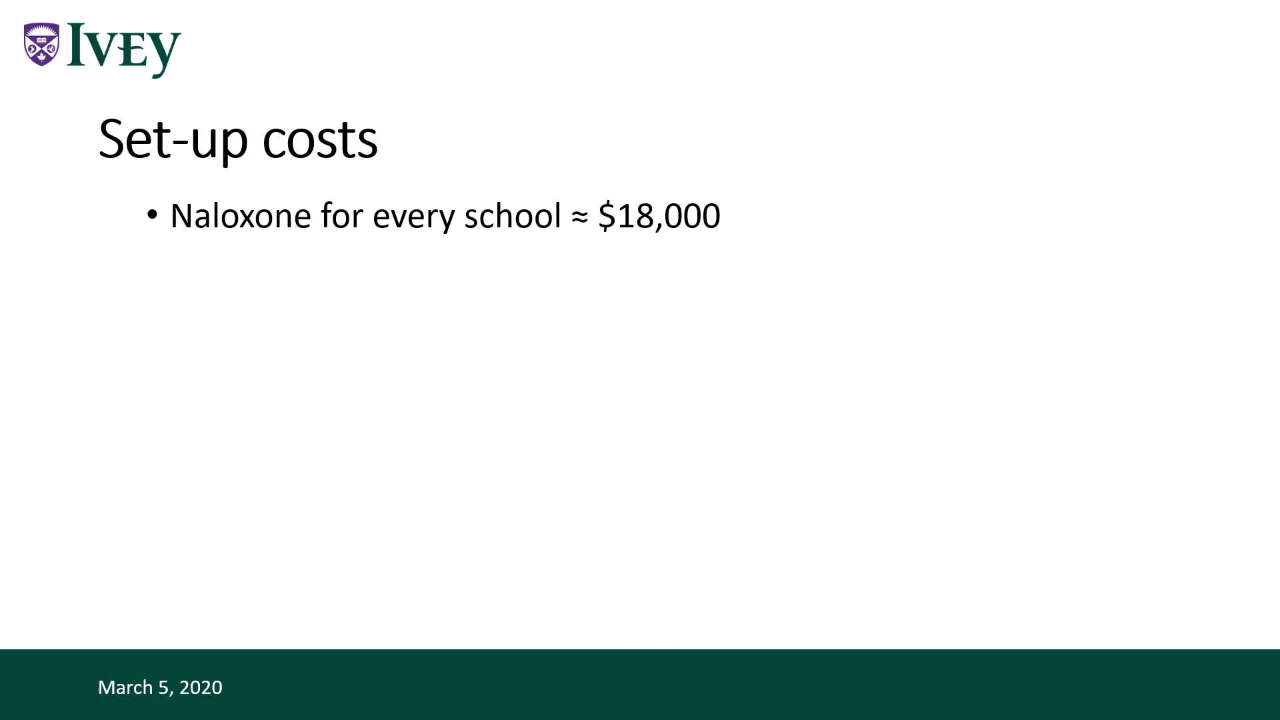 IVEY
Set-up costs
• Naloxone for every school ≈ $18,000
March 5, 2020